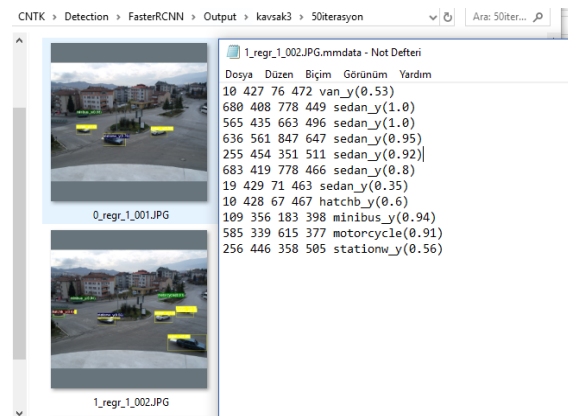 CNTK > Detection > FasterRCNN > Output > kavsak3 > 50iterasyon
Ara: 50iter...
0_regr_1_001.JPG
1_regr_1_002.JPG
1_regr_1_002.JPG.mmdata - Not Defteri
Dosya Düzen Biçim Görünüm Yardım
10 427 76 472 van_y(0.53)
680 408 778 449 sedan_y(1.0)
565 435 663 496 sedan_y(1.0)
636 561 847 647 sedan_y(0.95)
255 454 351 511 sedan_y(0.92)
683 419 778 466 sedan_y(0.8)
19 429 71 463 sedan_y(0.35)
10 428 67 467 hatchb_y(0.6)
109 356 183 398 minibus_y(0.94)
585 339 615 377 motorcycle(0.91)
256 446 358 505 stationw_y(0.56)